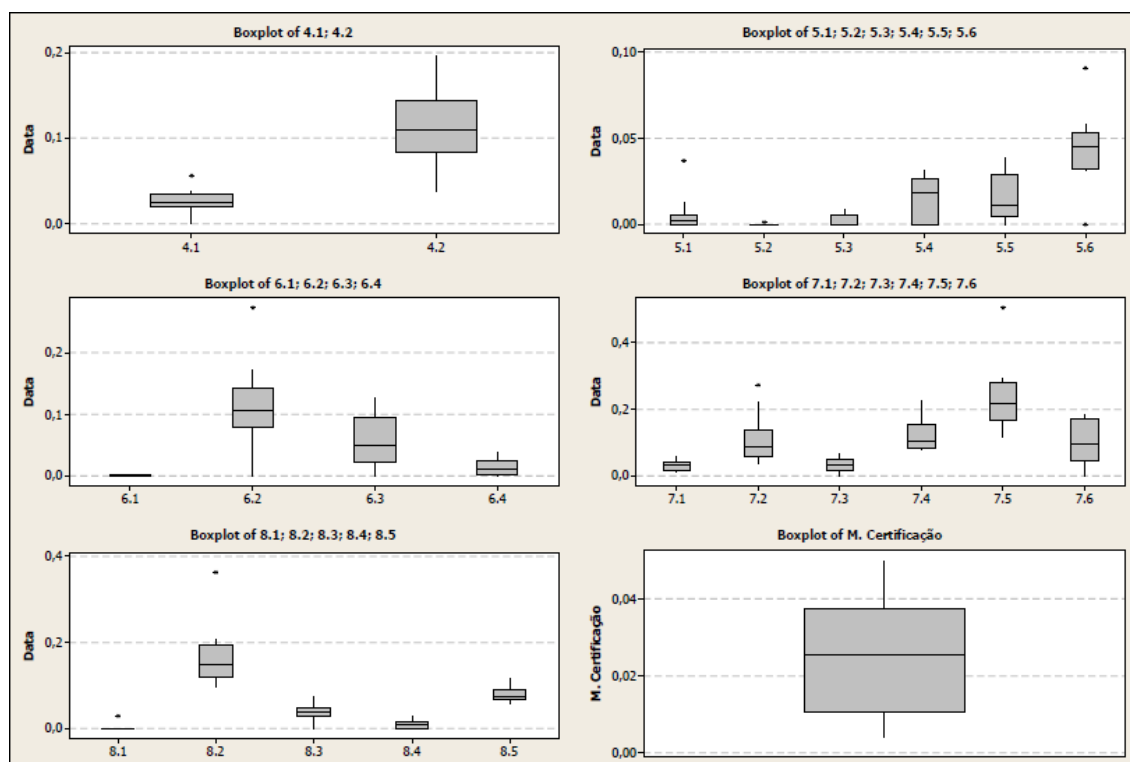 Boxplot of 4.1; 4.2
0,2
0,1
0,0
Data
4.1 4.2
Boxplot of 5.1; 5.2; 5.3; 5.4; 5.5; 5.6
0,10
0,05
0,00
Data
5.1 5.2 5.3 5.4 5.5 5.6
Boxplot of 6.1; 6.2; 6.3; 6.4
0,2
0,1
0,0
Data
6.1 6.2 6.3 6.4
Boxplot of 7.1; 7.2; 7.3; 7.4; 7.5; 7.6
0,4
0,2
0,0
Data
7.1 7.2 7.3 7.4 7.5 7.6
Boxplot of 8.1; 8.2; 8.3; 8.4; 8.5
0,4
0,2
0,0
Data
8.1 8.2 8.3 8.4 8.5
Boxplot of M. Certificação
0,04
0,02
0,00
M. Certificação